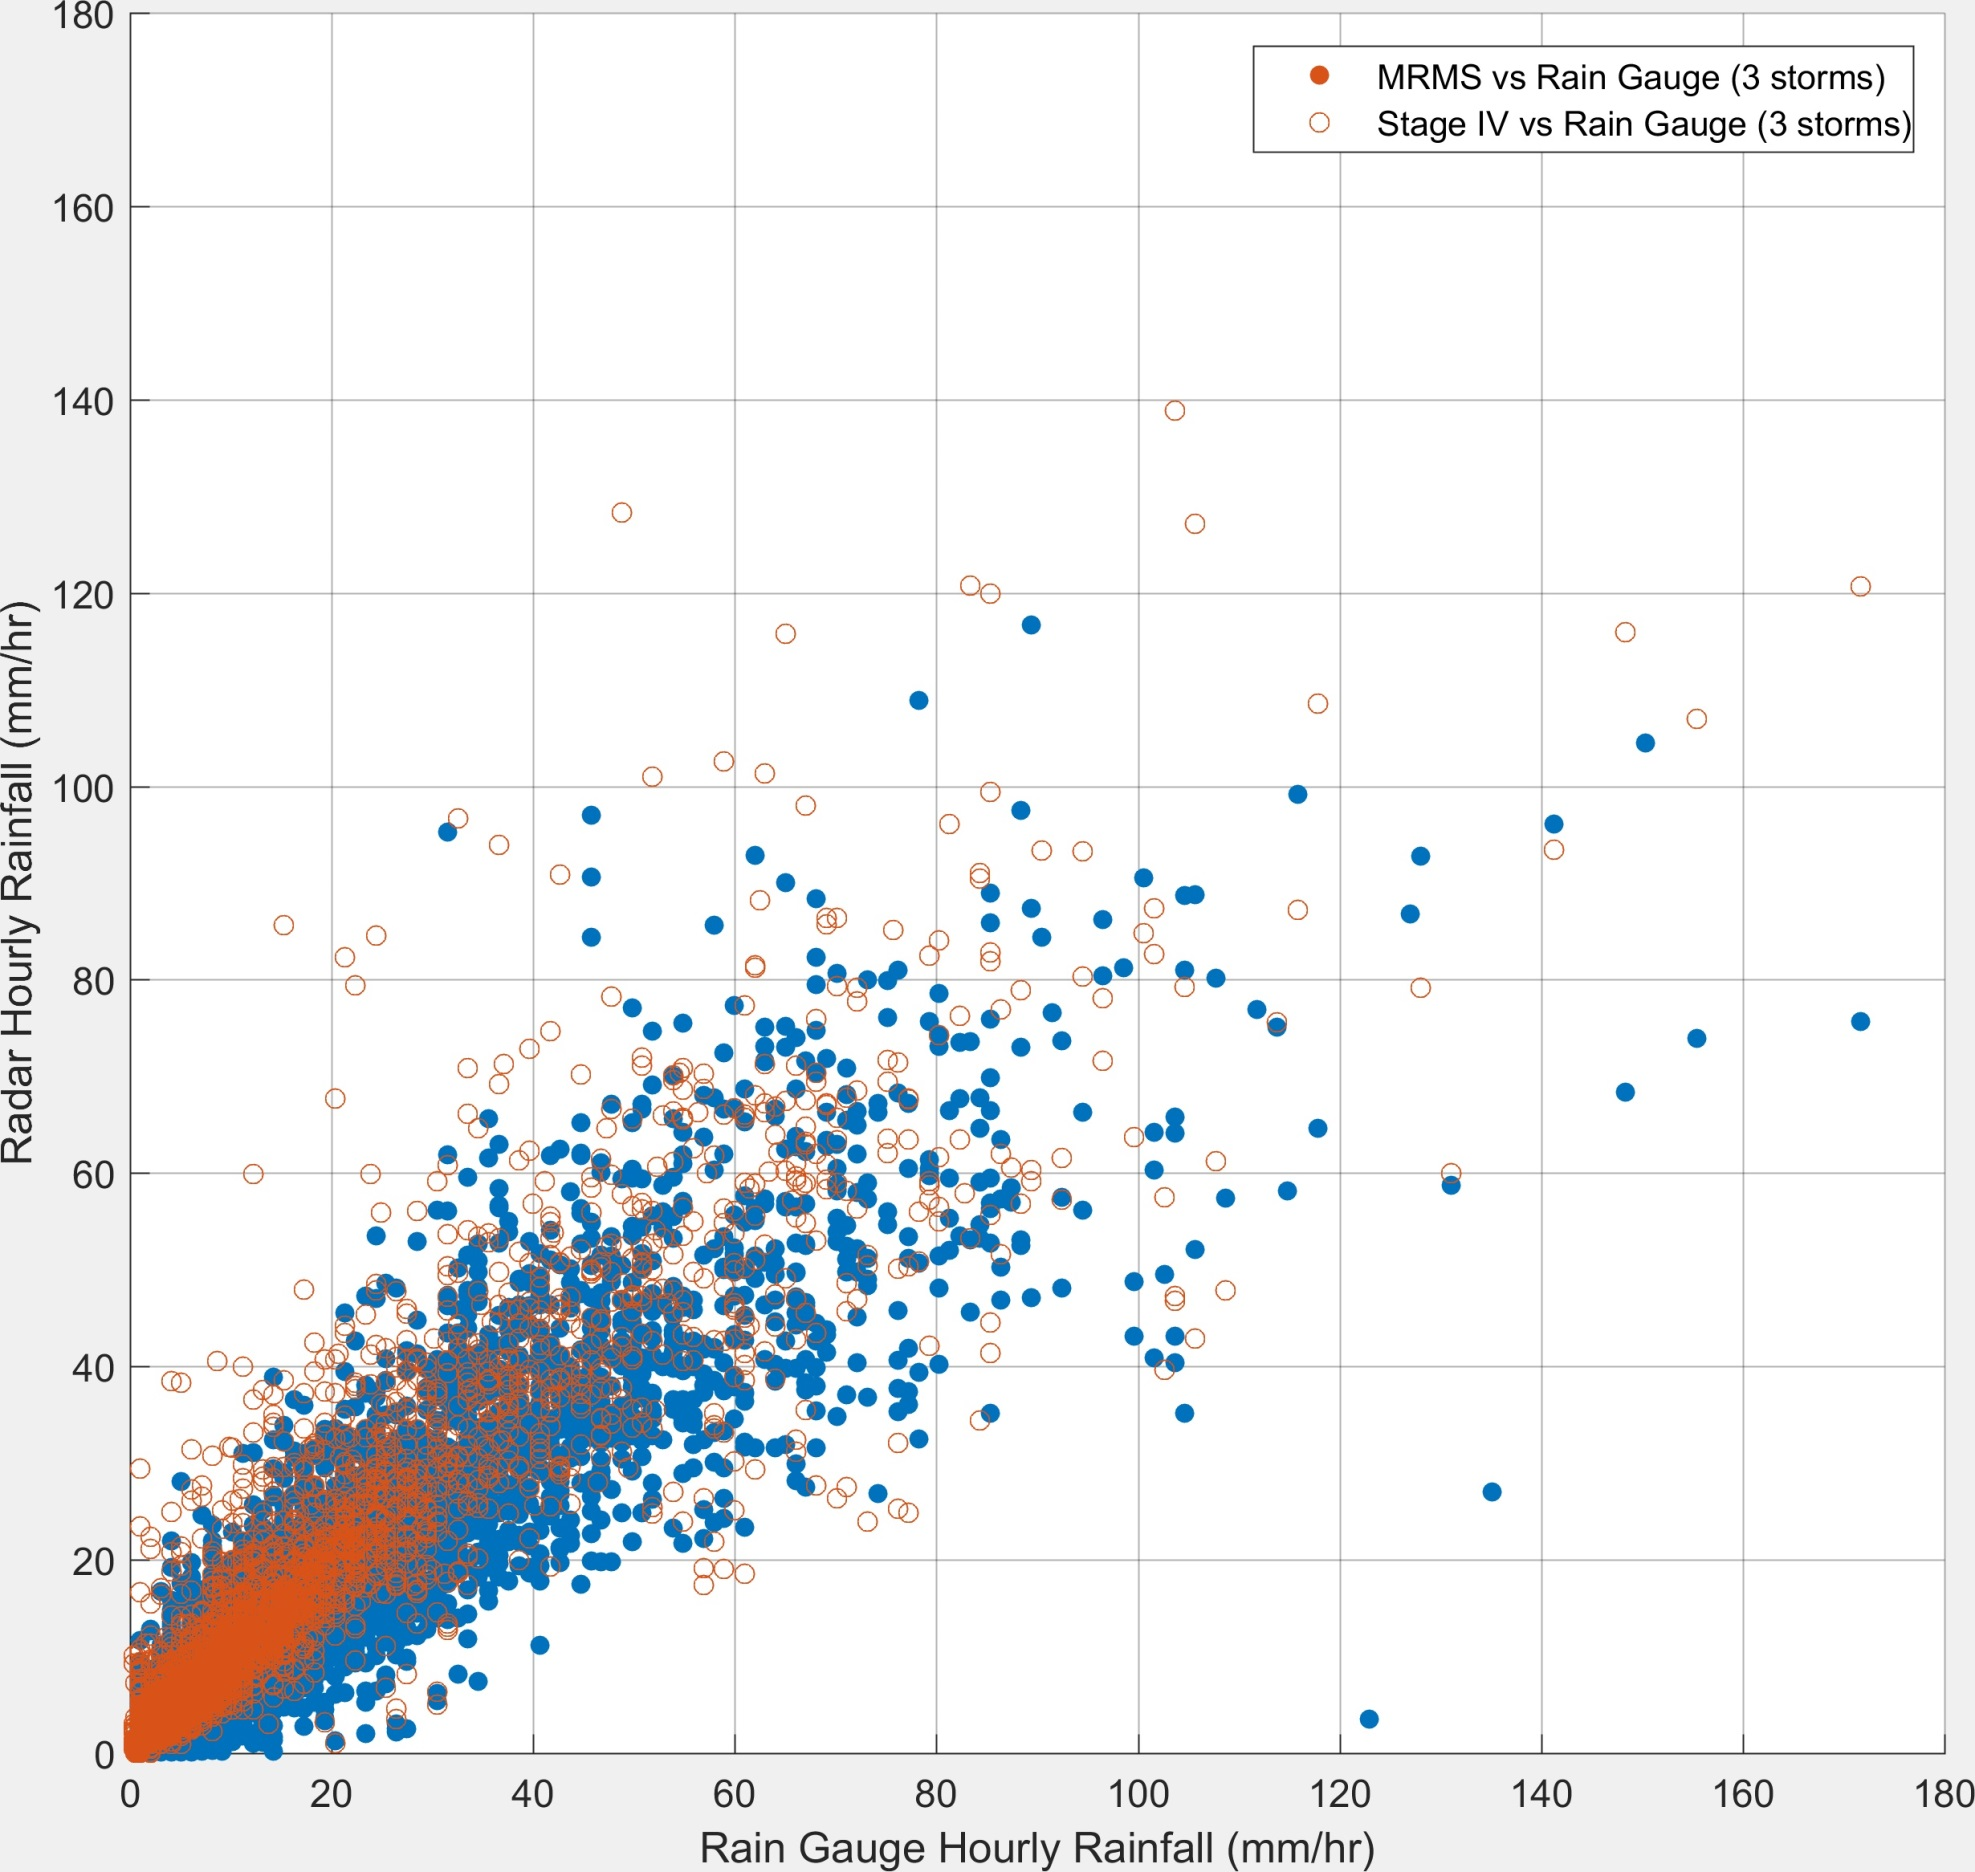 180
160
140
120
100
80
60
40
20
0
Radar Hourly Rainfall (mm/hr)
MRMS vs Rain Gauge (3 storms)
Stage IV vs Rain Gauge (3 storms)
0 20 40 60 80 100 120 140 160 180
Rain Gauge Hourly Rainfall (mm/hr)